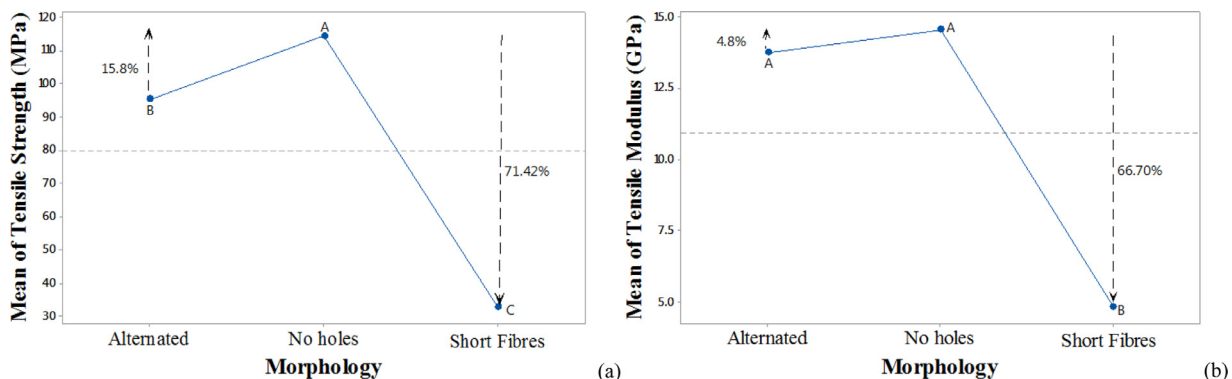 Mean of Tensile Strength (MPa)
120
110
100
90
80
70
60
50
40
30
15.8%
B
A
71.42%
C
Alternated
No holes
Short Fibres
Morphology
(a)
Mean of Tensile Modulus (GPa)
15.0
12.5
10.0
7.5
5.0
4.8%
A
A
66.70%
B
Alternated
No holes
Short Fibres
Morphology
(b)